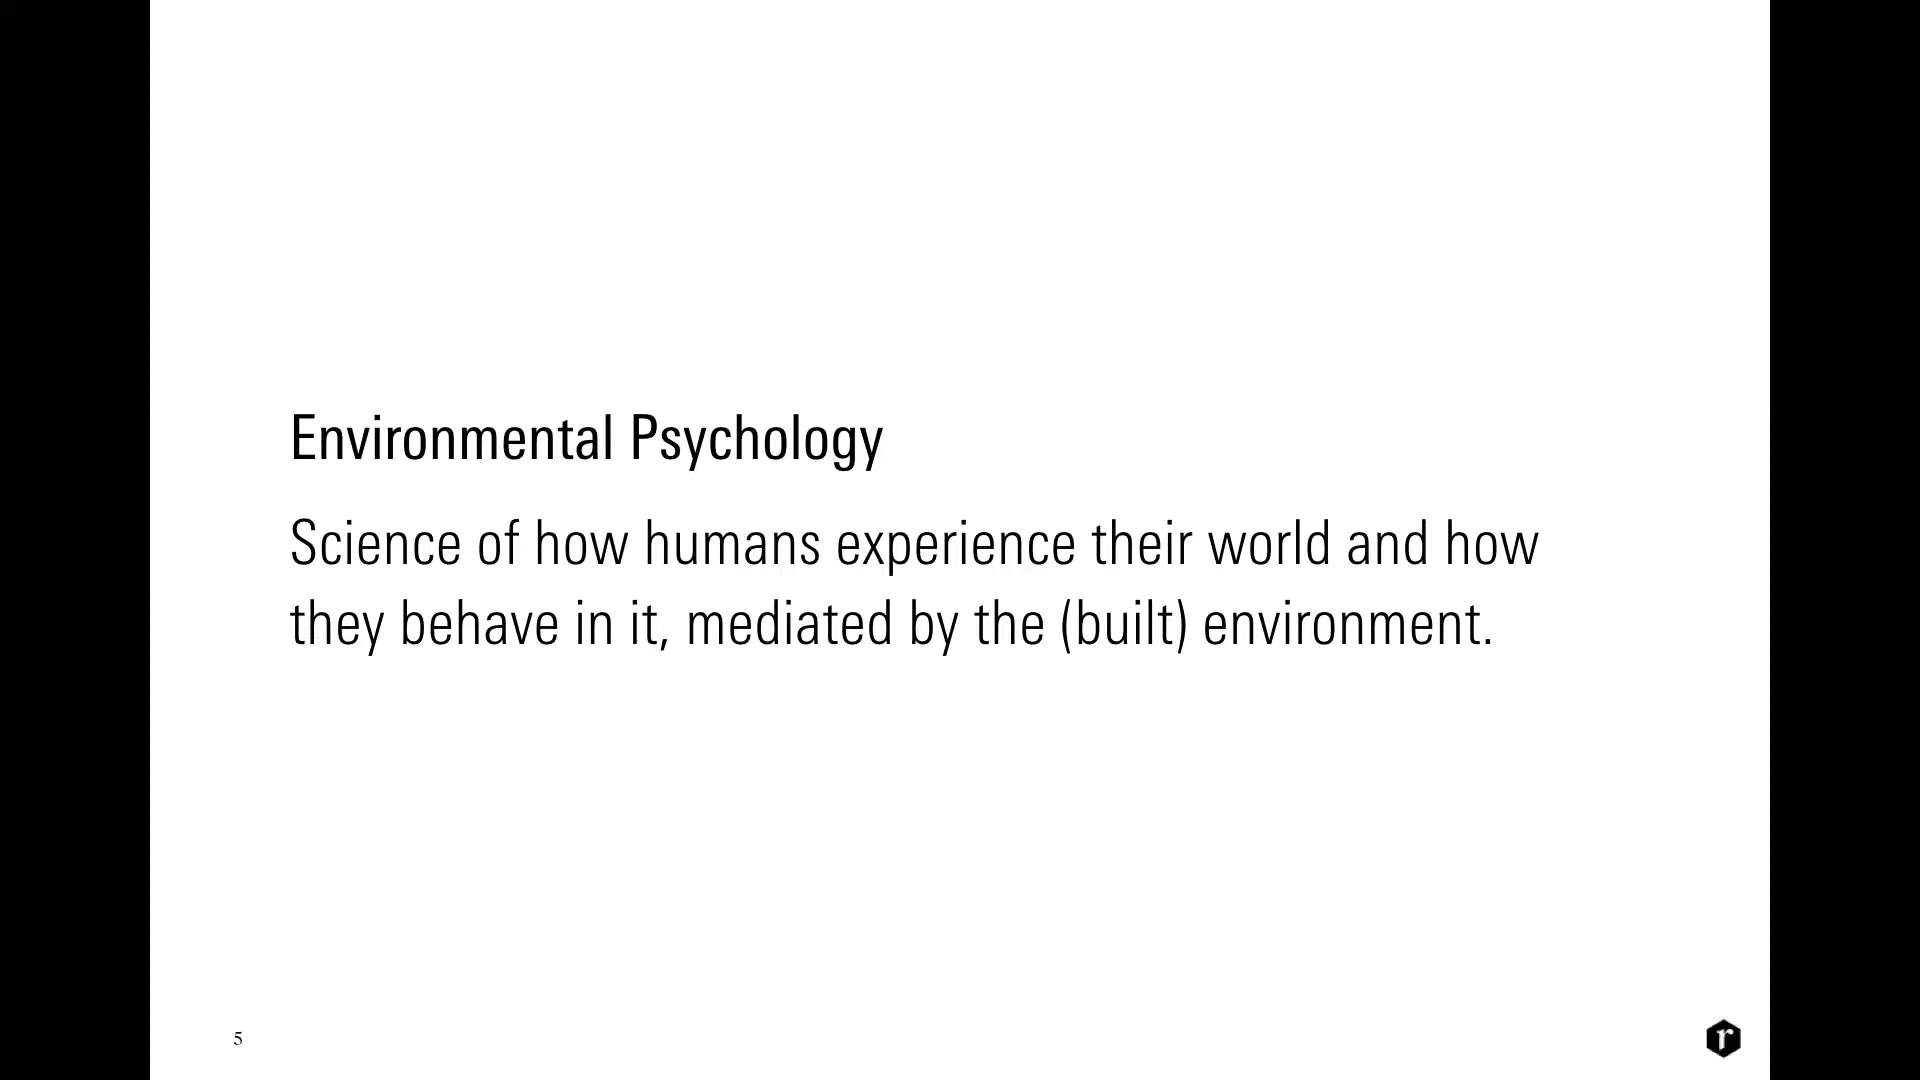 Environmental Psychology
Science of how humans experience their world and how
they behave in it, mediated by the (built) environment.
5
r